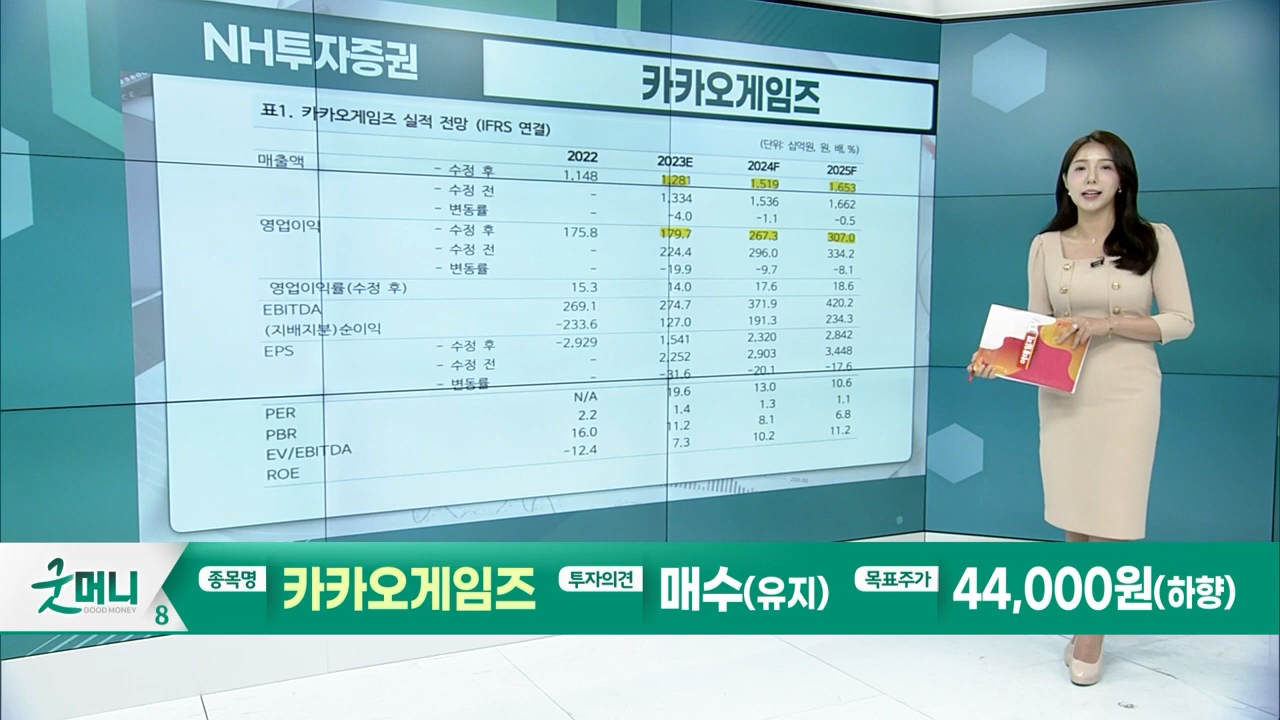 NH투자증권
카카오게임즈
표1. 카카오게임즈 실적 전망 (IFRS 연결)
(단위: 십억원, 원, 배, %)
2022 2023E 2024F 2025F
매출액 - 수정 후 1,148 1,281 1,519 1,653
- 수정 전 - 1,334 1,536 1,662
- 변동률 - -4.0 -1.1 -0.5
영업이익 - 수정 후 175.8 179.7 267.3 307.0
- 수정 전 - 224.4 296.0 334.2
- 변동률 - -19.9 -9.7 -8.1
영업이익률(수정 후) 15.3 14.0 17.6 18.6
EBITDA 269.1 274.7 371.9 420.2
(지배지분)순이익 -233.6 127.0 191.3 234.3
EPS - 수정 후 -2,929 1,541 2,320 2,842
- 수정 전 - 2,252 2,903 3,448
- 변동률 - -31.6 -20.1 -17.6
PER N/A 19.6 13.0 10.6
PBR 2.2 1.4 1.3 1.1
EV/EBITDA 16.0 11.2 8.1 6.8
ROE -12.4 7.3 10.2 11.2
굿머니
GOOD MONEY
8
종목명 카카오게임즈 투자의견 매수(유지) 목표주가 44,000원(하향)